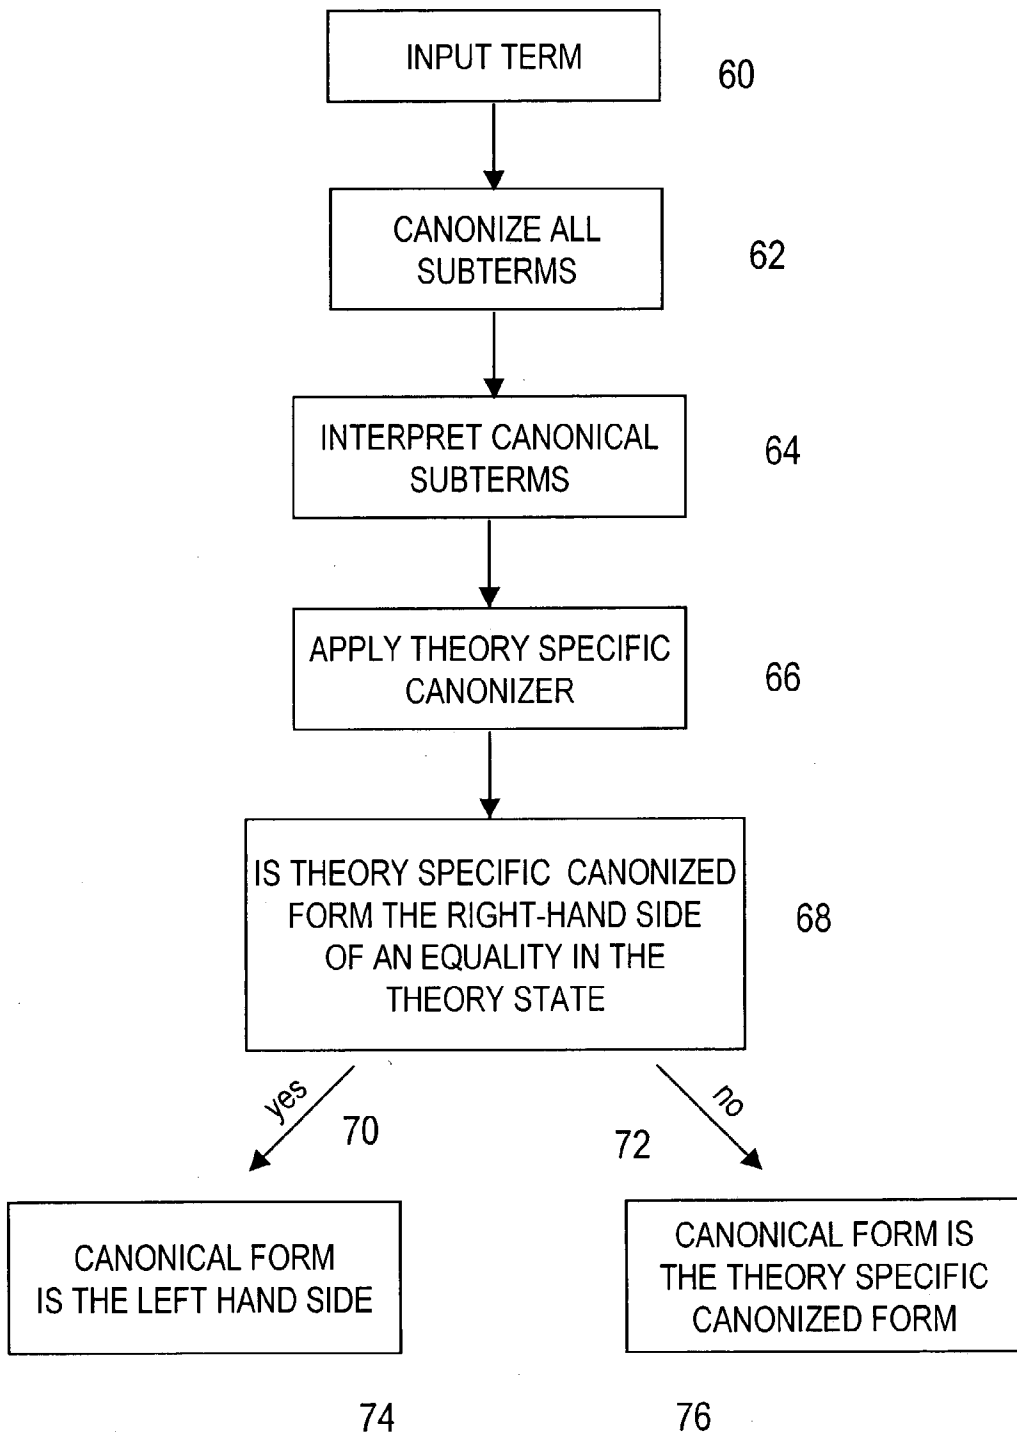 INPUT TERM
60
CANONIZE ALL
SUBTERMS
62
INTERPRET CANONICAL
SUBTERMS
64
APPLY THEORY SPECIFIC
CANONIZER
66
IS THEORY SPECIFIC CANONIZED
FORM THE RIGHT-HAND SIDE
OF AN EQUALITY IN THE
THEORY STATE
68
yes
70
72
no
CANONICAL FORM
IS THE LEFT HAND SIDE
74
CANONICAL FORM IS
THE THEORY SPECIFIC
CANONIZED FORM
76